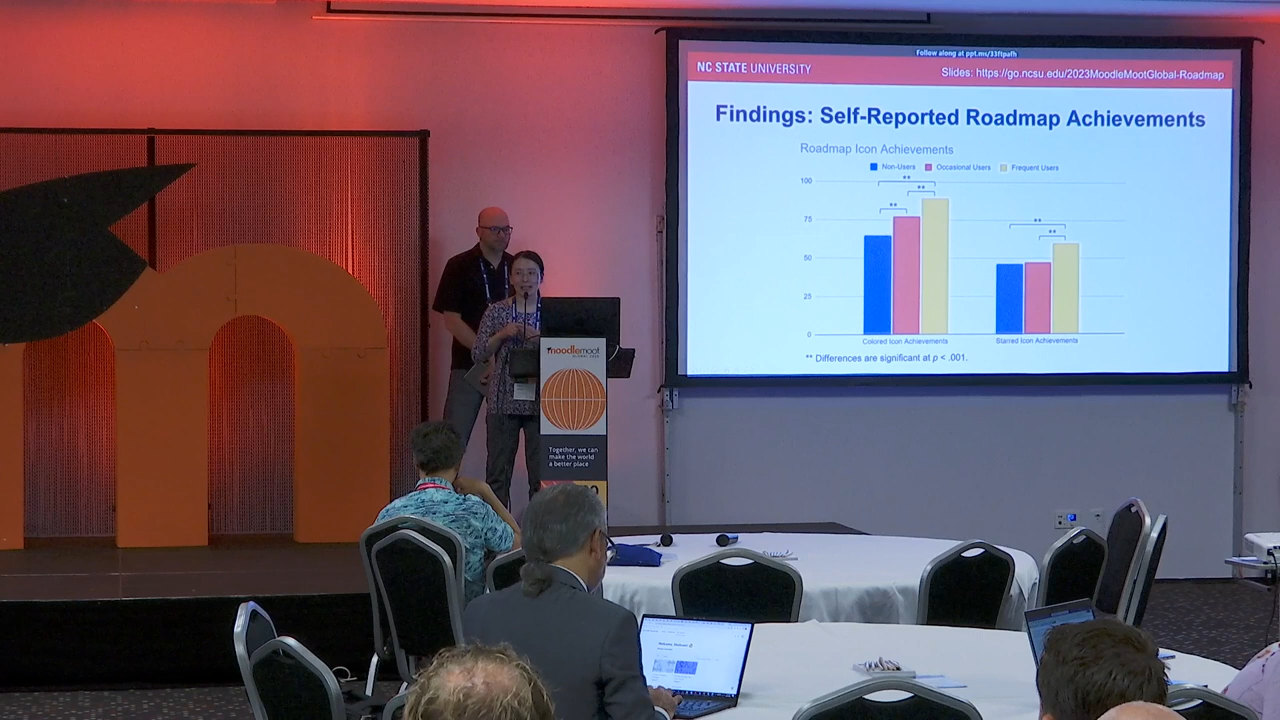 Follow along at ppt.ms/33ftpafh
NC STATE UNIVERSITY
Slides: https://go.ncsu.edu/2023MoodleMootGlobal-Roadmap
Findings: Self-Reported Roadmap Achievements
Roadmap Icon Achievements
Non-Users Occasional Users Frequent Users
100
75
50
25
0
**
**
**
**
**
Colored Icon Achievements
Starred Icon Achievements
** Differences are significant at p < .001.
moodlemoot
Together, we can
make the world
a better place